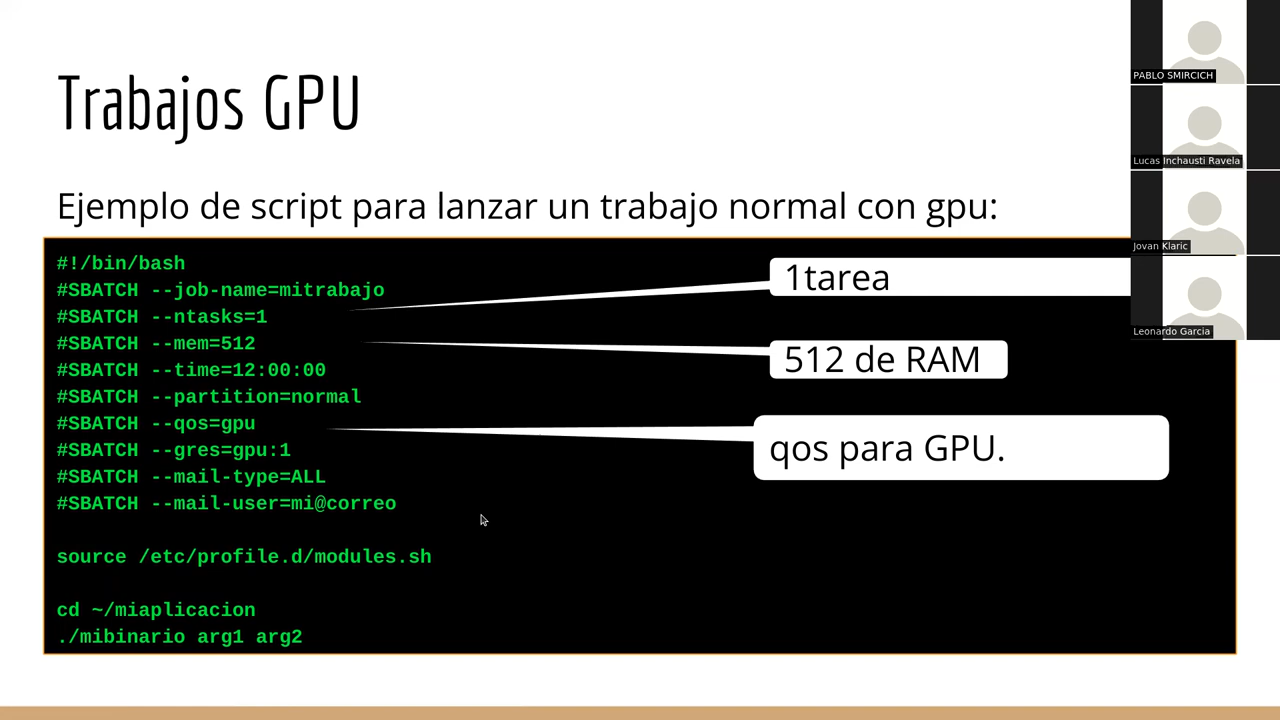 Trabajos GPU
Ejemplo de script para lanzar un trabajo normal con gpu:
#!/bin/bash
#SBATCH --job-name=mitrabajo
#SBATCH --ntasks=1
#SBATCH --mem=512
#SBATCH --time=12:00:00
#SBATCH --partition=normal
#SBATCH --qos=gpu
#SBATCH --gres=gpu:1
#SBATCH --mail-type=ALL
#SBATCH --mail-user=mi@correo
source /etc/profile.d/modules.sh
cd ~/miaplicacion
./mibinario arg1 arg2
1tarea
512 de RAM
qos para GPU.
PABLO SMIRCICH
Lucas Inchausti Ravela
Jovan Klaric
Leonardo Garcia